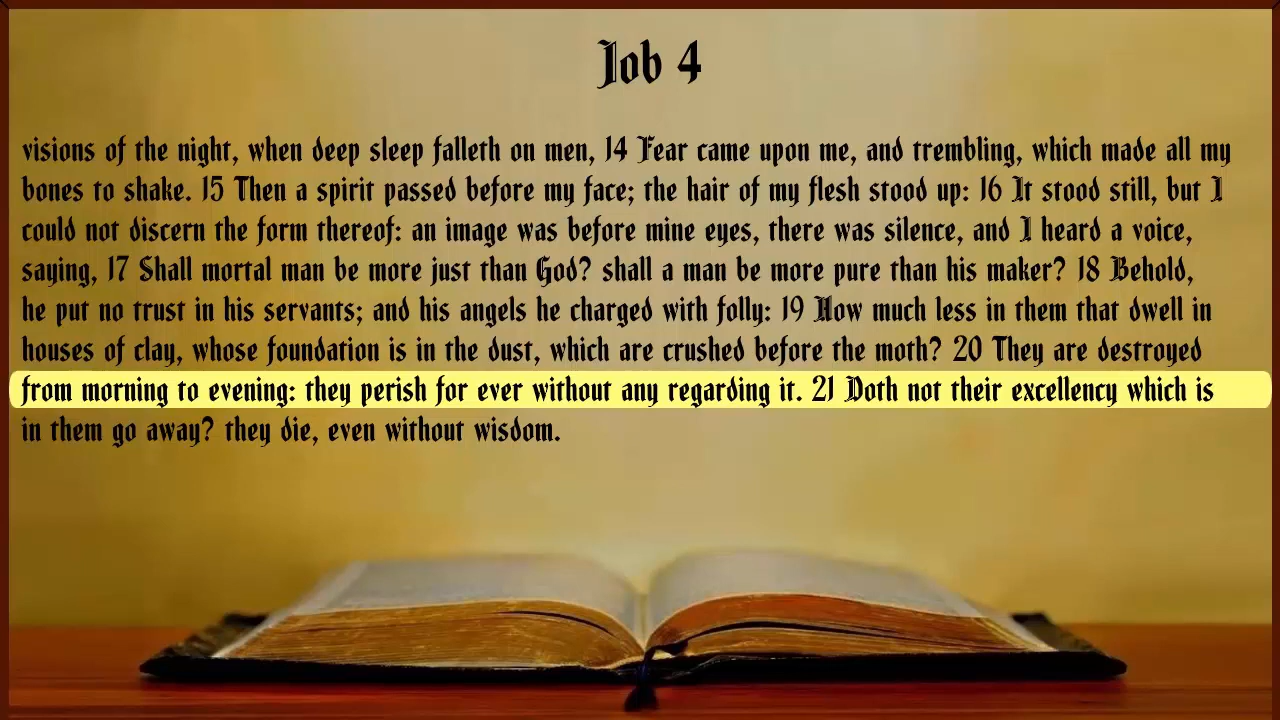 Job 4
visions of the night, when deep sleep falleth on men, 14 Fear came upon me, and trembling, which made all my
bones to shake. 15 Then a spirit passed before my face; the hair of my flesh stood up: 16 It stood still, but I
could not discern the form thereof: an image was before mine eyes, there was silence, and I heard a voice,
saying, 17 Shall mortal man be more just than God? shall a man be more pure than his maker? 18 Behold,
he put no trust in his servants; and his angels he charged with folly: 19 How much less in them that dwell in
houses of clay, whose foundation is in the dust, which are crushed before the moth? 20 They are destroyed
from morning to evening: they perish for ever without any regarding it. 21 Doth not their excellency which is
in them go away? they die, even without wisdom.